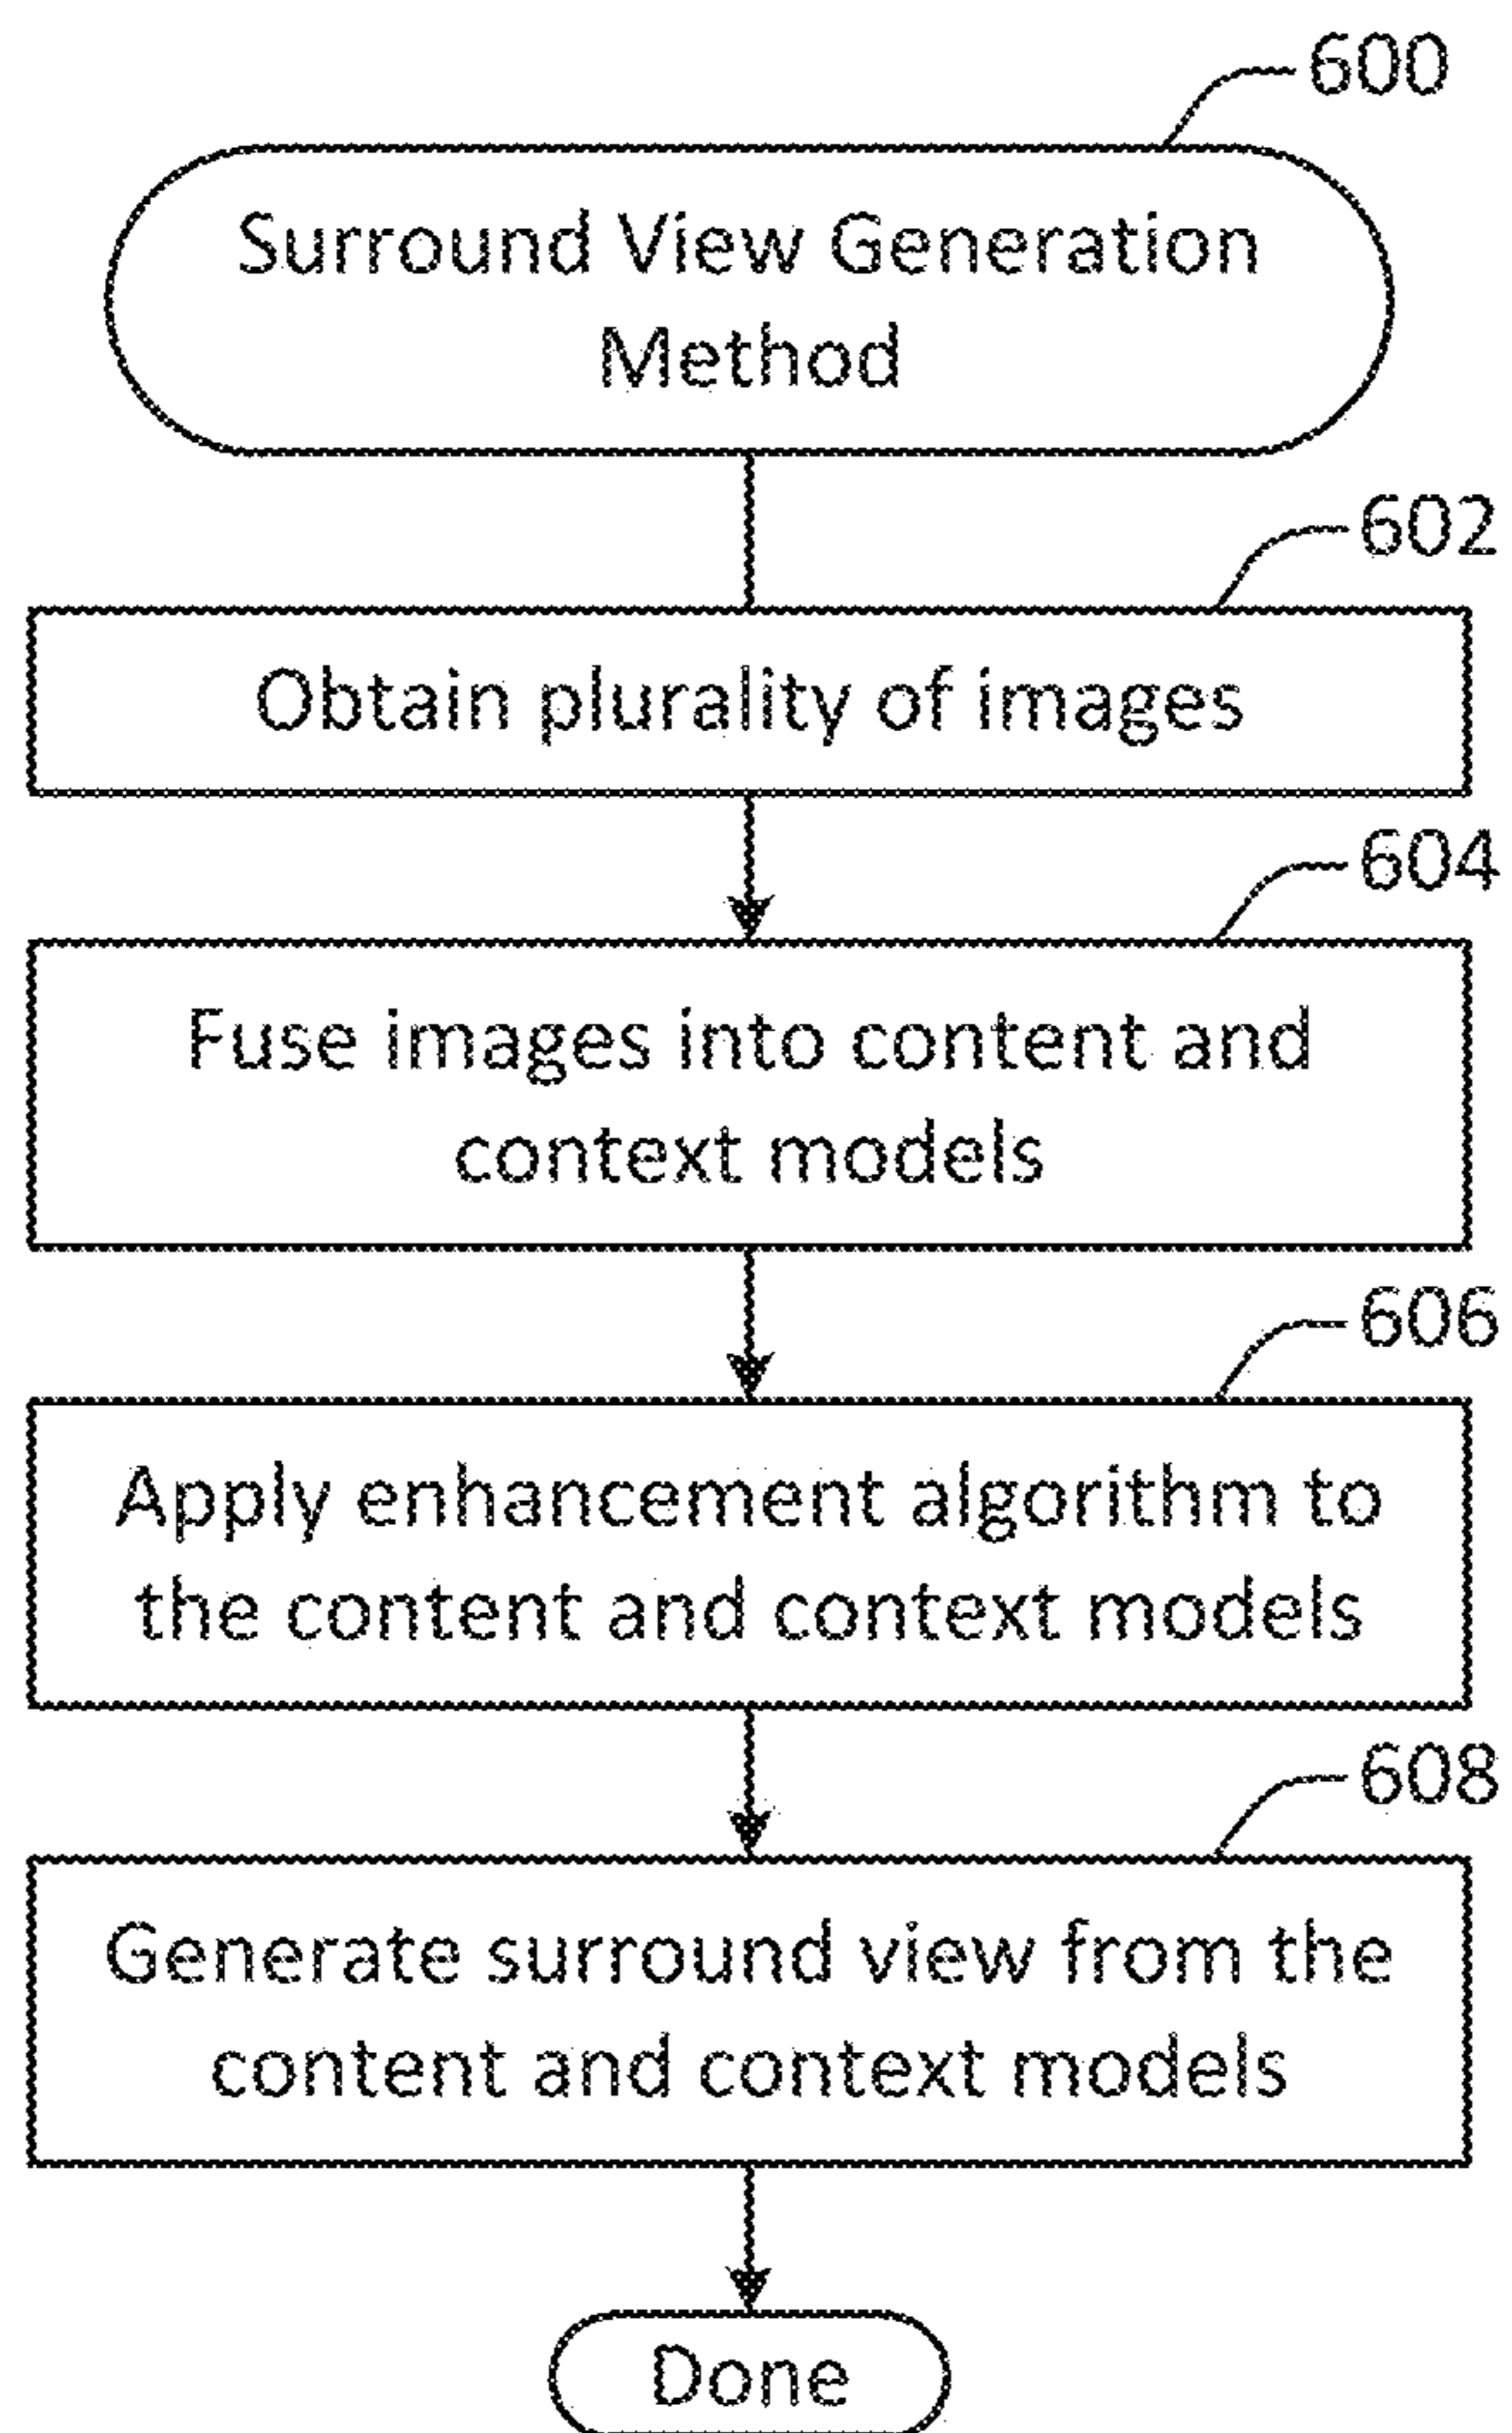 600
Surround View Generation
Method
602
Obtain plurality of images
604
Fuse images into content and
context models
606
Apply enhancement algorithm to
the content and context models
608
Generate surround view from the
content and context models
Done